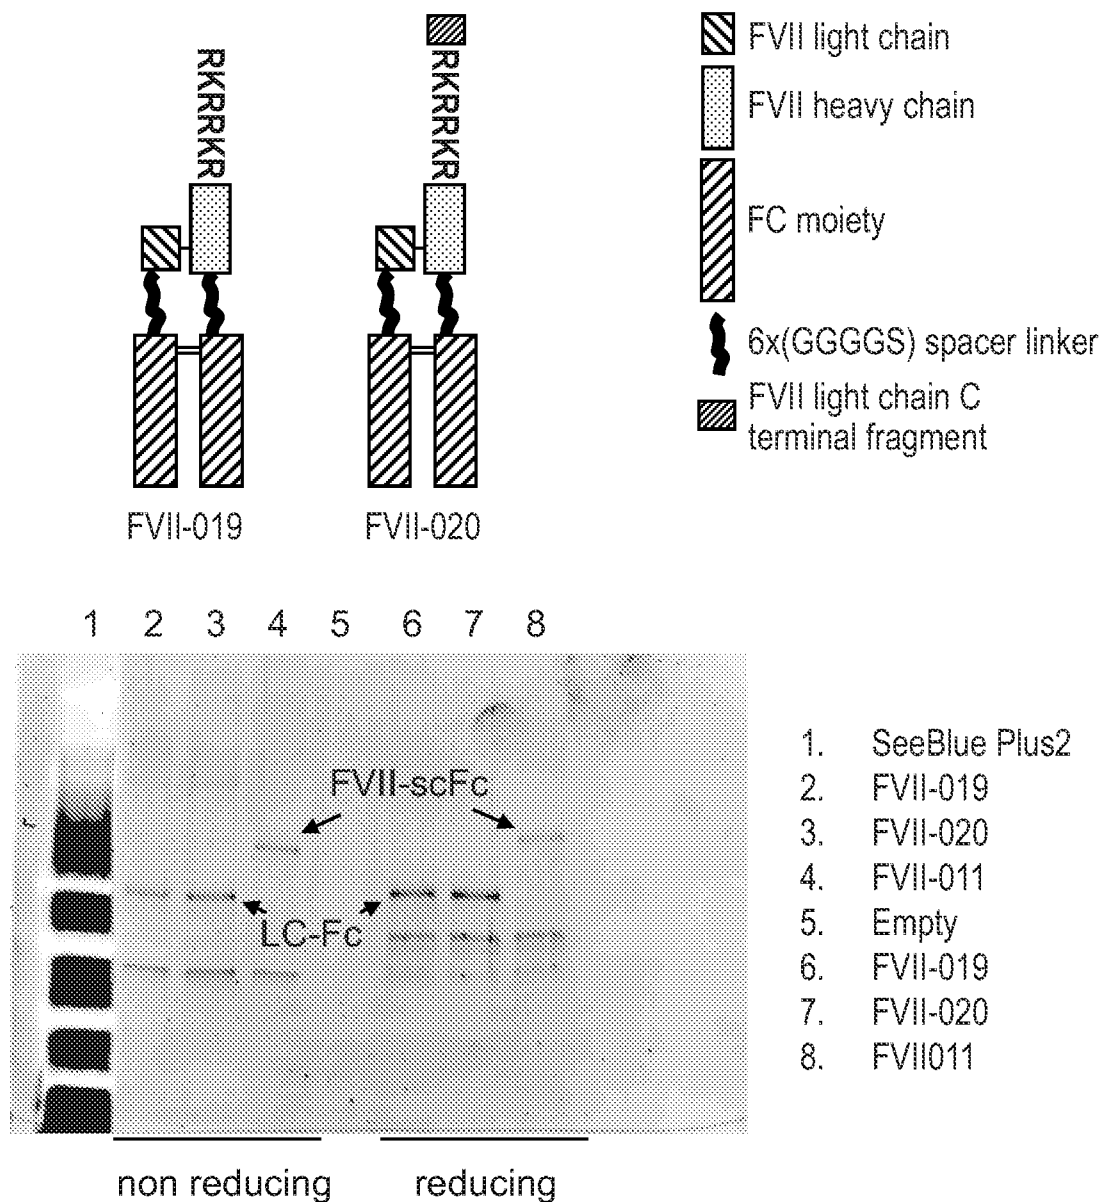 RKRRKR
RKRRKR
FVII light chain
FVII heavy chain
FC moiety
6x(GGGGS) spacer linker
FVII light chain C
terminal fragment
FVII-019
FVII-020
1 2 3 4 5 6 7 8
FVII-scFc
LC-Fc
1. SeeBlue Plus2
2. FVII-019
3. FVII-020
4. FVII-011
5. Empty
6. FVII-019
7. FVII-020
8. FVII011
non reducing
reducing